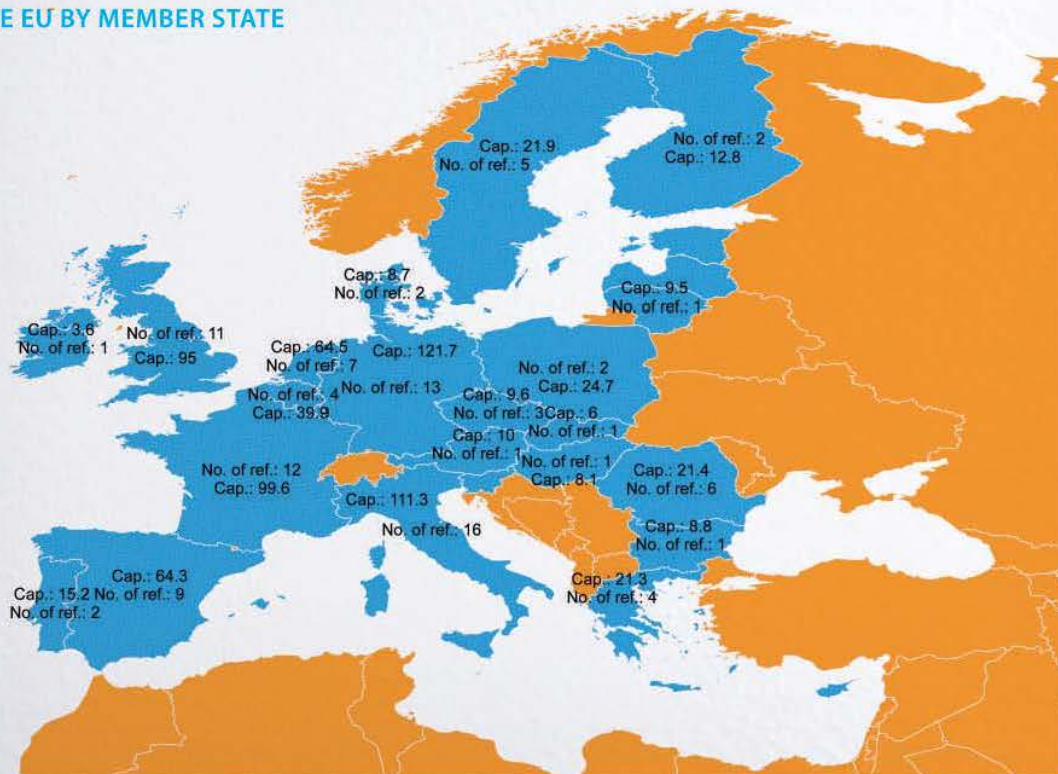 E EU BY MEMBER STATE
Cap.: 21.9
No. of ref.: 5
No. of ref.: 2
Cap.: 12.8
Cap.: 8.7
No. of ref.: 2
Cap.: 9.5
No. of ref.: 1
Cap.: 3.6
No. of ref.: 1
No. of ref.: 11
Cap.: 95
Cap.: 64.5
No. of ref.: 7
Cap.: 121.7
No. of ref.: 13
No. of ref.: 4
Cap.: 39.9
No. of ref.: 2
Cap.: 24.7
Cap.: 9.6
No. of ref.: 3
Cap.: 6
No. of ref.: 1
Cap.: 10
No. of ref.: 1
No. of ref.: 1
Cap.: 8.1
No. of ref.: 12
Cap.: 99.6
Cap.: 21.4
No. of ref.: 6
Cap.: 111.3
No. of ref.: 16
Cap.: 8.8
No. of ref.: 1
Cap.: 64.3
No. of ref.: 9
Cap.: 15.2
No. of ref.: 2
Cap.: 21.3
No. of ref.: 4